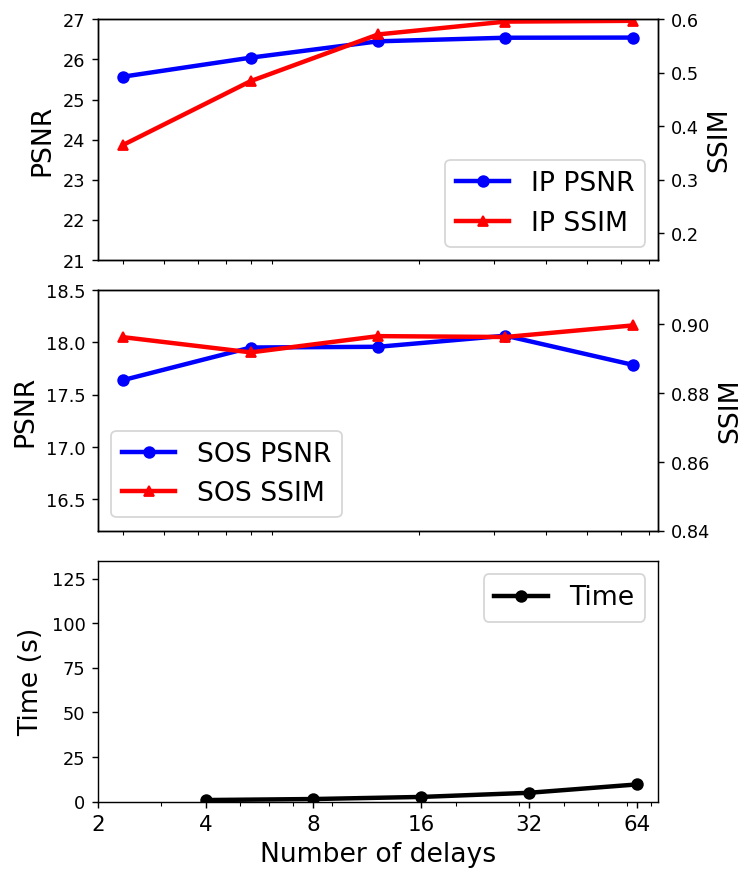 27
26
25
24
23
22
21
PSNR
0.6
0.5
0.4
0.3
0.2
SSIM
IP PSNR
IP SSIM
18.5
18.0
17.5
17.0
16.5
PSNR
0.90
0.88
0.86
0.84
SSIM
SOS PSNR
SOS SSIM
125
100
75
50
25
0
Time (s)
Time
2 4 8 16 32 64
Number of delays